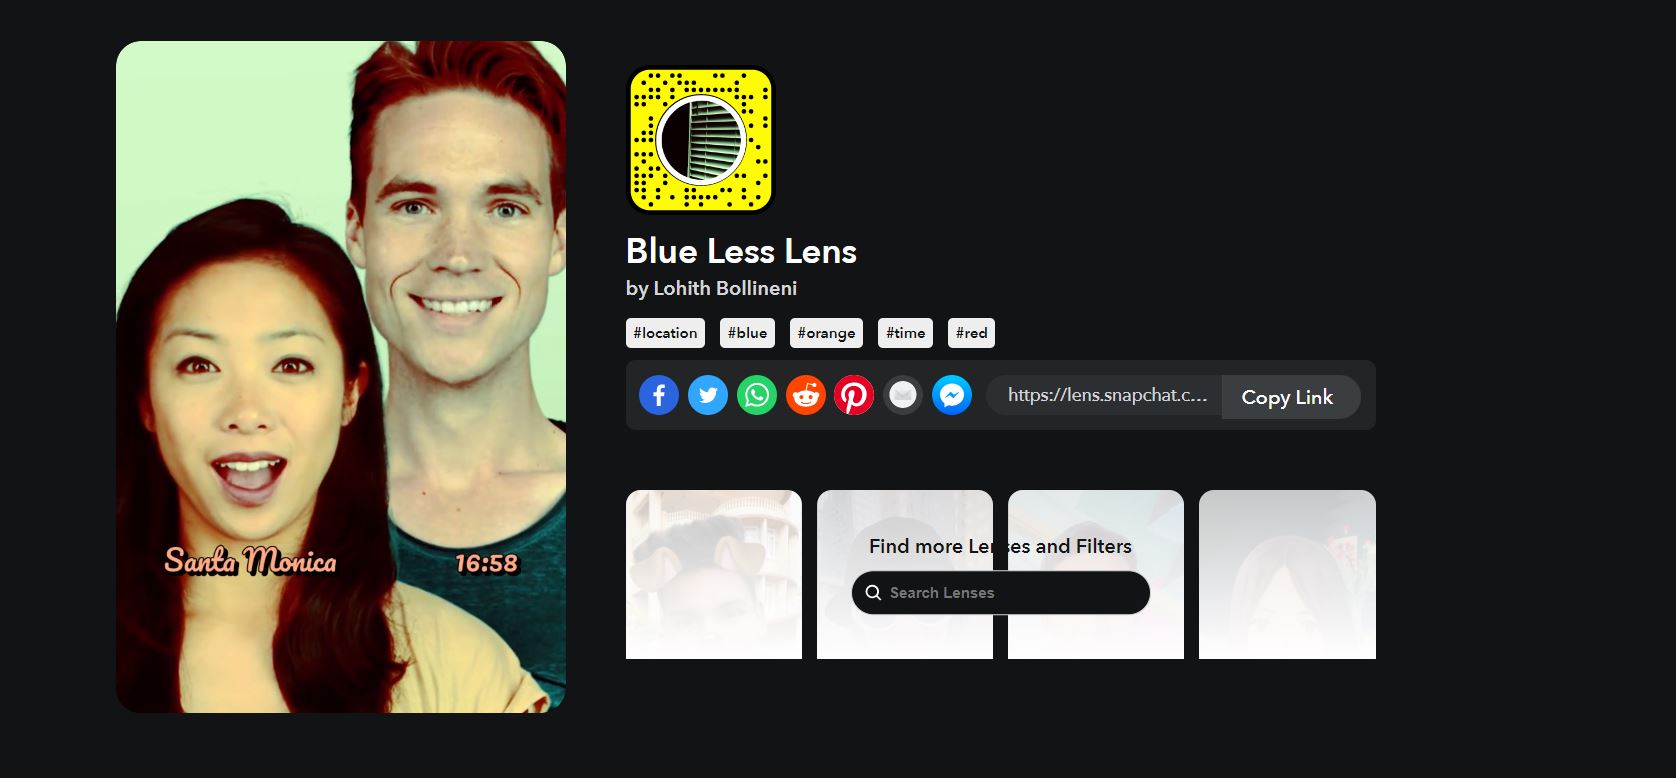 Santa Monica
16:58
Blue Less Lens
by Lohith Bollineni
#location #blue #orange #time #red
https://lens.snapchat.c...
Copy Link
Find more Lenses and Filters
Search Lenses